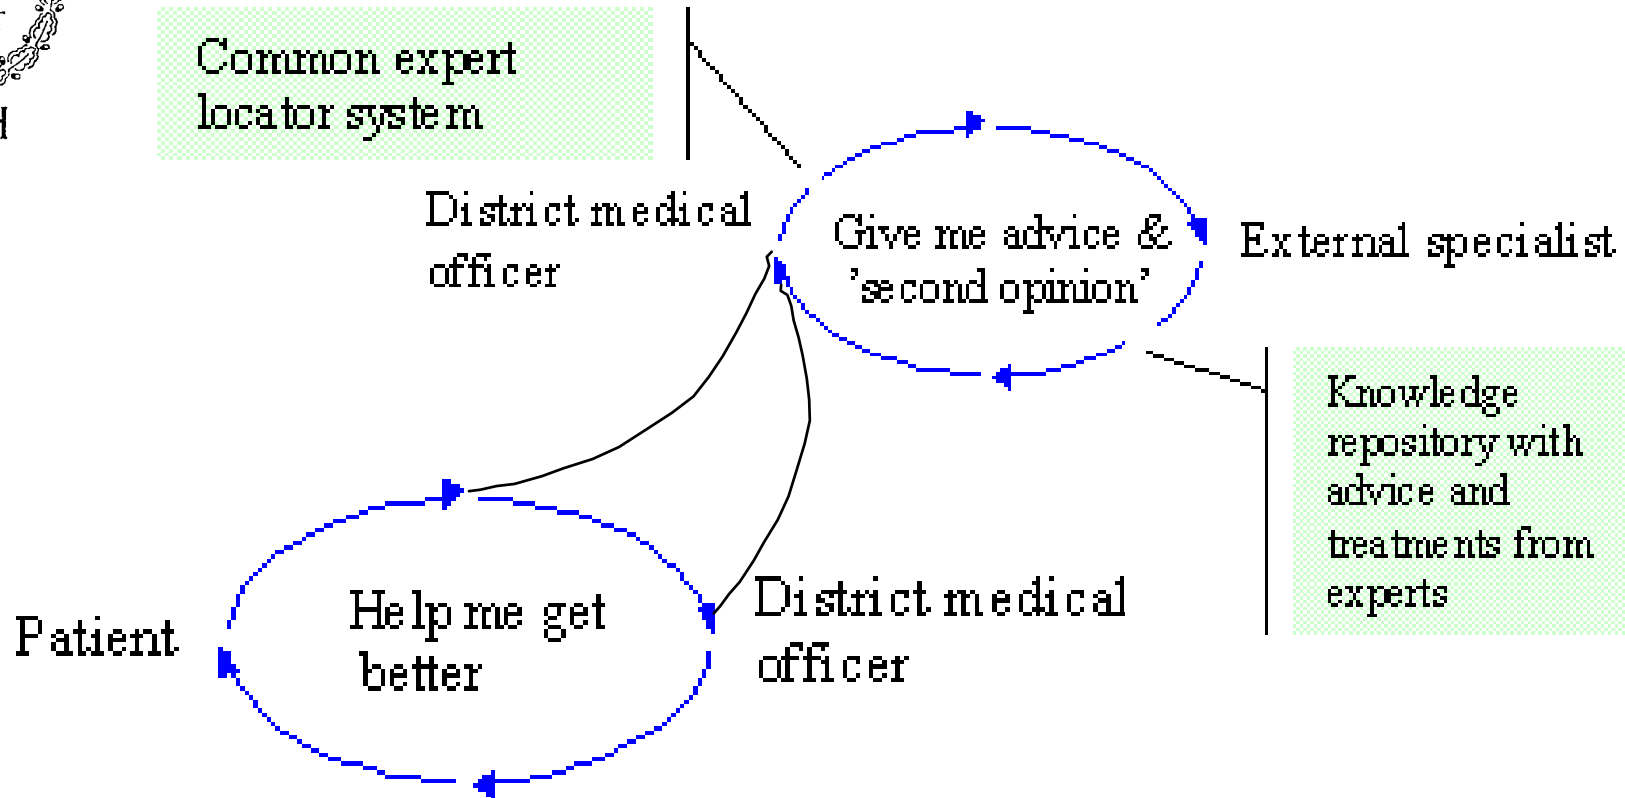 Common expert
locator system
District medical
officer
Give me advice &
'second opinion'
External specialist
Knowledge
repository with
advice and
treatments from
experts
Patient
Help me get
better
District medical
officer